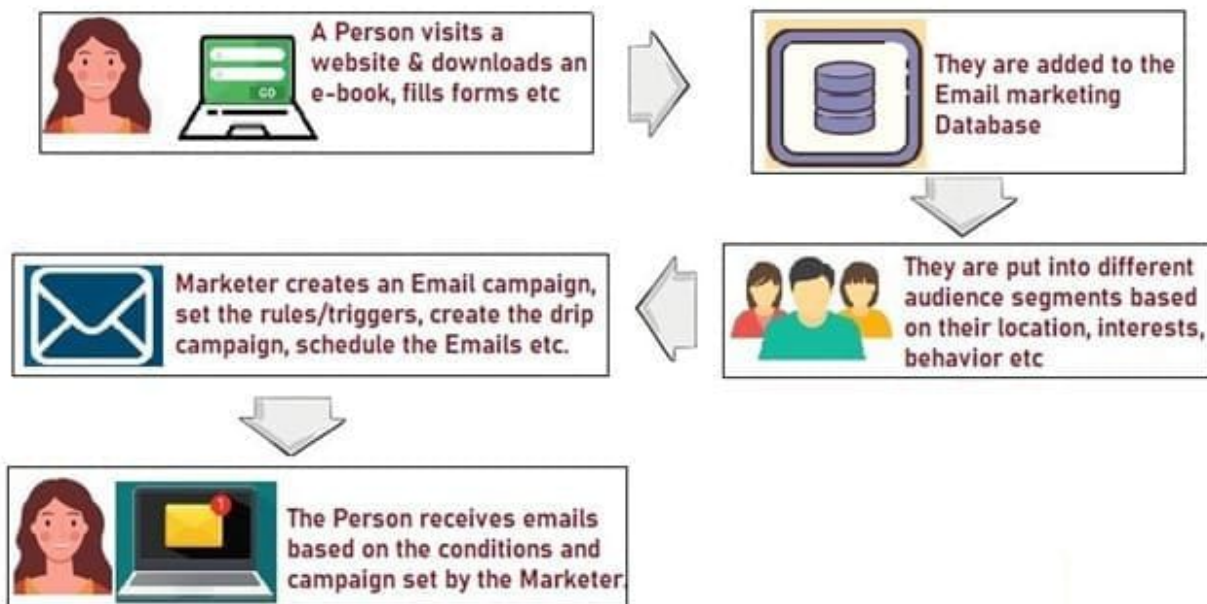 A Person visits a
website & downloads an
e-book, fills forms etc
GO
They are added to the
Email marketing
Database
They are put into different
audience segments based
on their location, interests,
behavior etc
Marketer creates an Email campaign,
set the rules/triggers, create the drip
campaign, schedule the Emails etc.
1
The Person receives emails
based on the conditions and
campaign set by the Marketer.